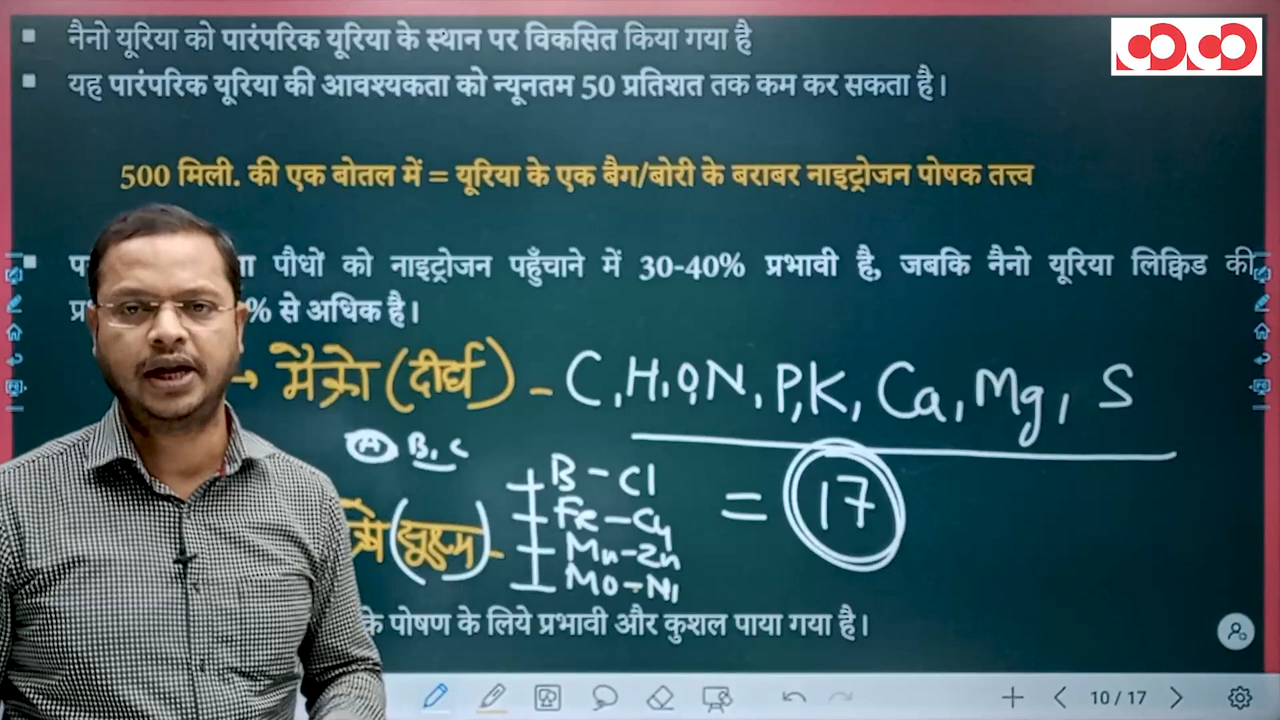 नैनो यूरिया को पारंपरिक यूरिया के स्थान पर विकसित किया गया है
यह पारंपरिक यूरिया की आवश्यकता को न्यूनतम 50 प्रतिशत तक कम कर सकता है।
500 मिली. की एक बोतल में = यूरिया के एक बैग/बोरी के बराबर नाइट्रोजन पोषक तत्त्व
पौधों को नाइट्रोजन पहुँचाने में 30-40% प्रभावी है, जबकि नैनो यूरिया लिक्विड की
% से अधिक है।
→ मैक्रो (दीर्घ) - C, H, O, N, P, K, Ca, Mg, S
A B, C
(सूक्ष्म) -
B - Cl
Fe - Cu
Mn - Zn
Mo - Ni
= 17
के पोषण के लिये प्रभावी और कुशल पाया गया है।
10 / 17